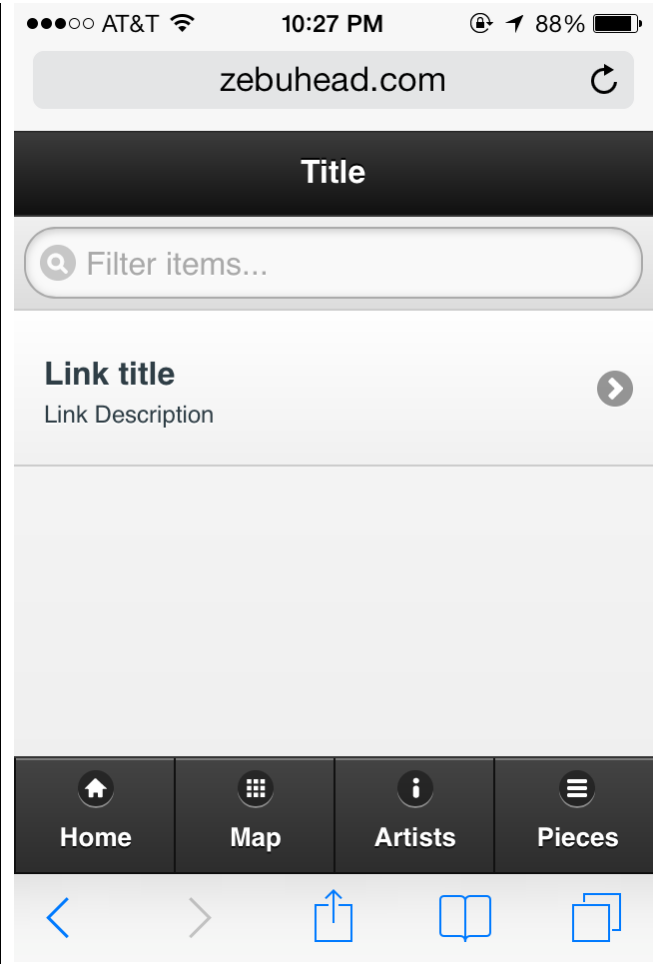 AT&T 10:27 PM 88%
zebuhead.com
Title
Filter items...
Link title
Link Description
Home Map Artists Pieces